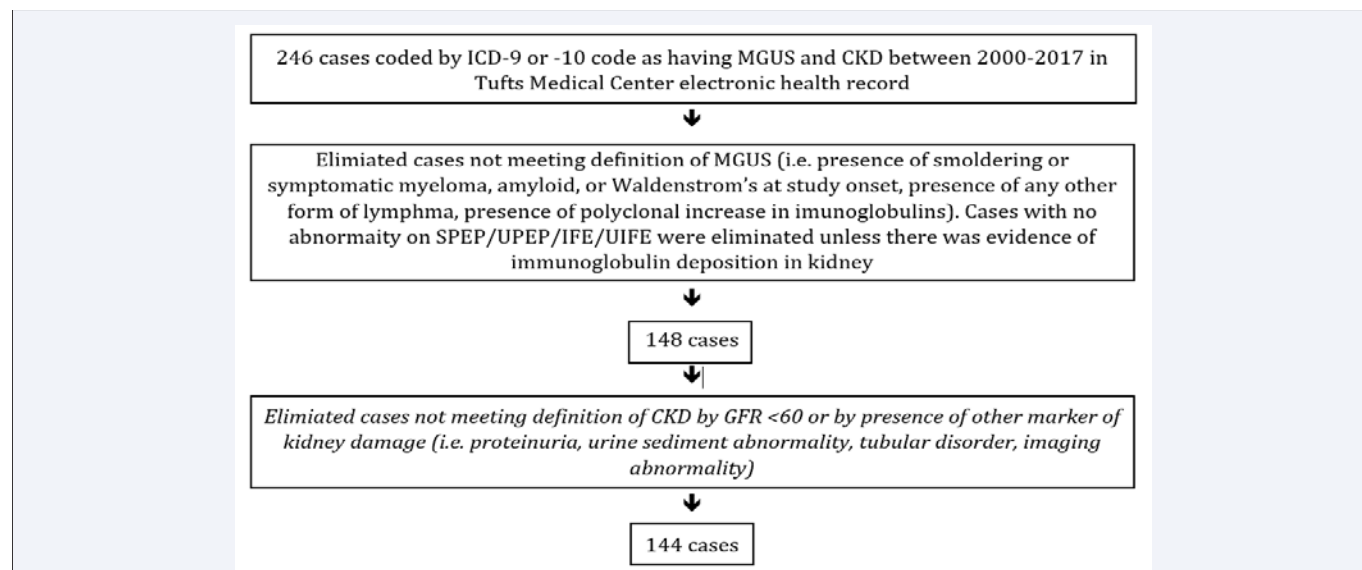 246 cases coded by ICD-9 or -10 code as having MGUS and CKD between 2000-2017 in
Tufts Medical Center electronic health record
Elimiated cases not meeting definition of MGUS (i.e. presence of smoldering or
symptomatic myeloma, amyloid, or Waldenstrom's at study onset, presence of any other
form of lymphma, presence of polyclonal increase in imunoglobulins). Cases with no
abnormaity on SPEP/UPEP/IFE/UIFE were eliminated unless there was evidence of
immunoglobulin deposition in kidney
148 cases
Elimiated cases not meeting definition of CKD by GFR <60 or by presence of other marker of
kidney damage (i.e. proteinuria, urine sediment abnormality, tubular disorder, imaging
abnormality)
144 cases